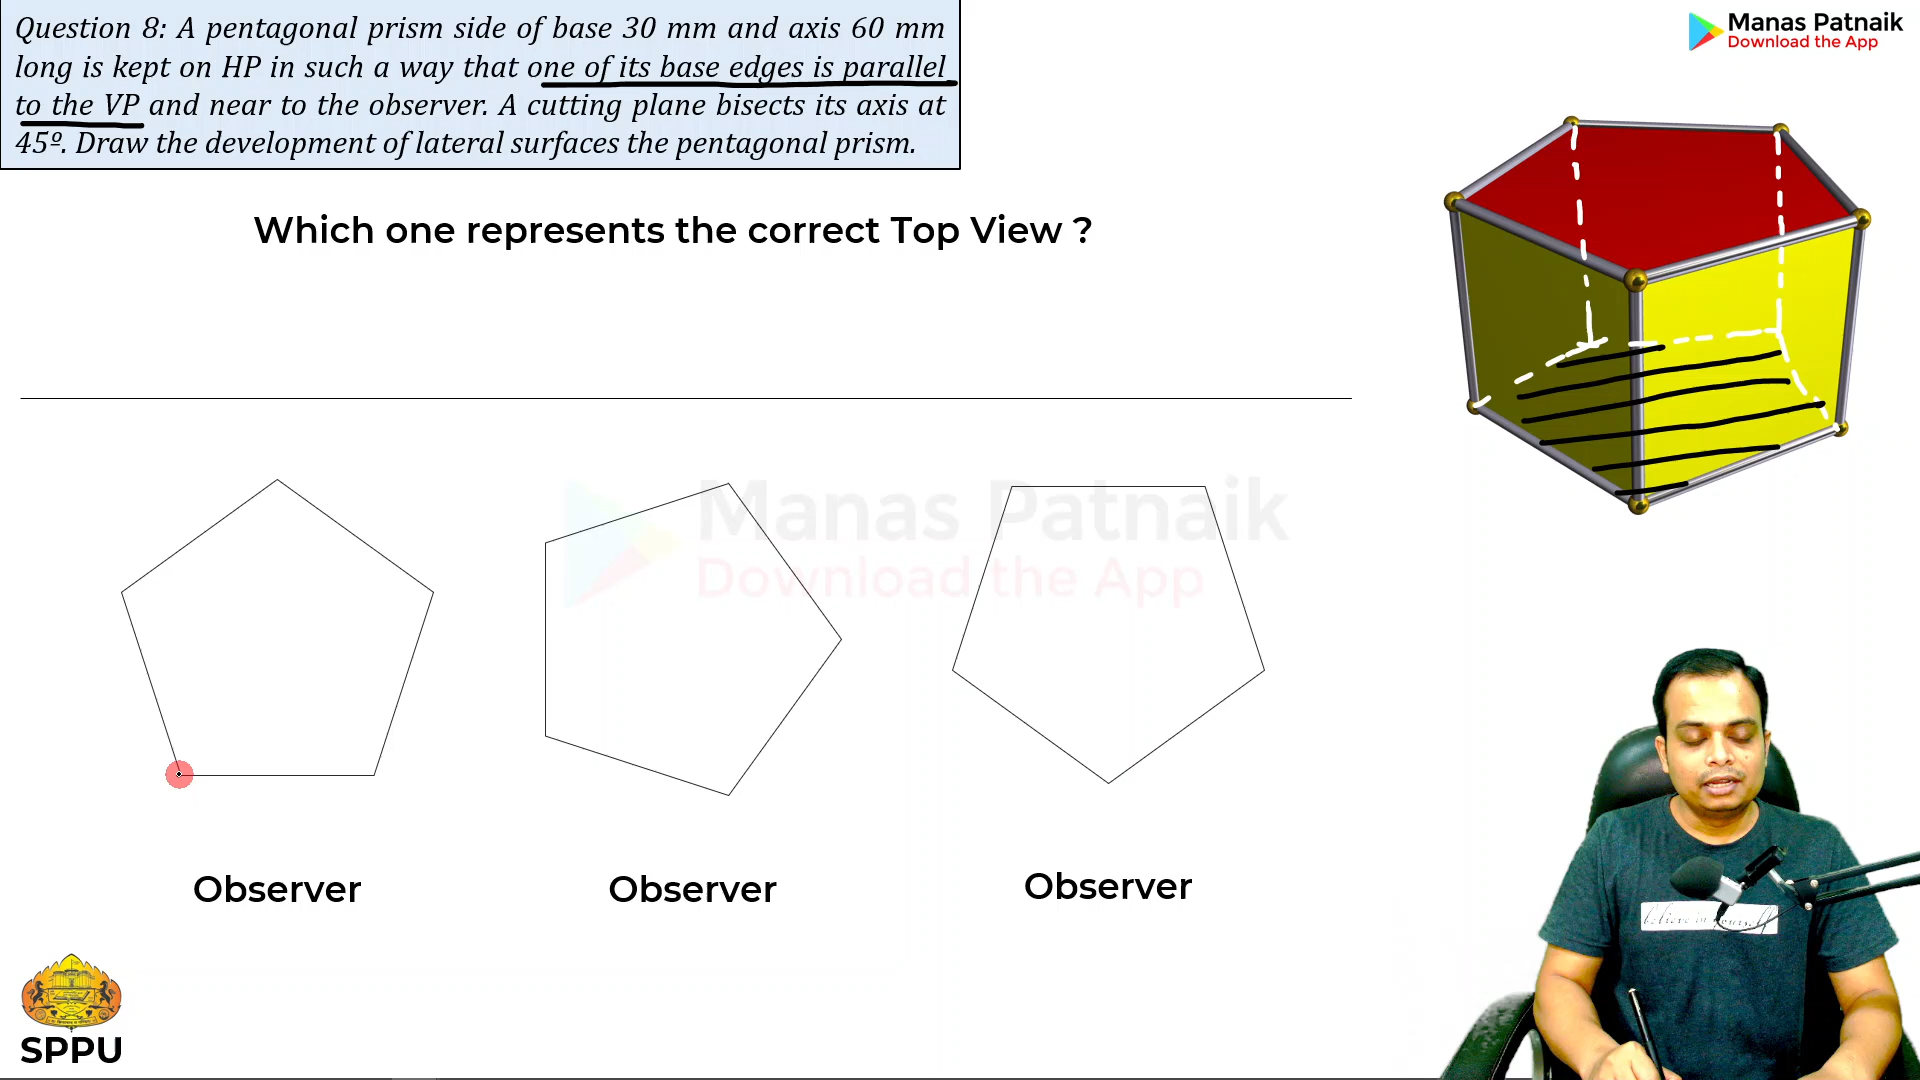 Question 8: A pentagonal prism side of base 30 mm and axis 60 mm
long is kept on HP in such a way that one of its base edges is parallel
to the VP and near to the observer. A cutting plane bisects its axis at
45º. Draw the development of lateral surfaces the pentagonal prism.
Manas Patnaik
Download the App
Which one represents the correct Top View ?
Manas Patnaik
Download the App
Observer
Observer
Observer
believe in yourself
SPPU